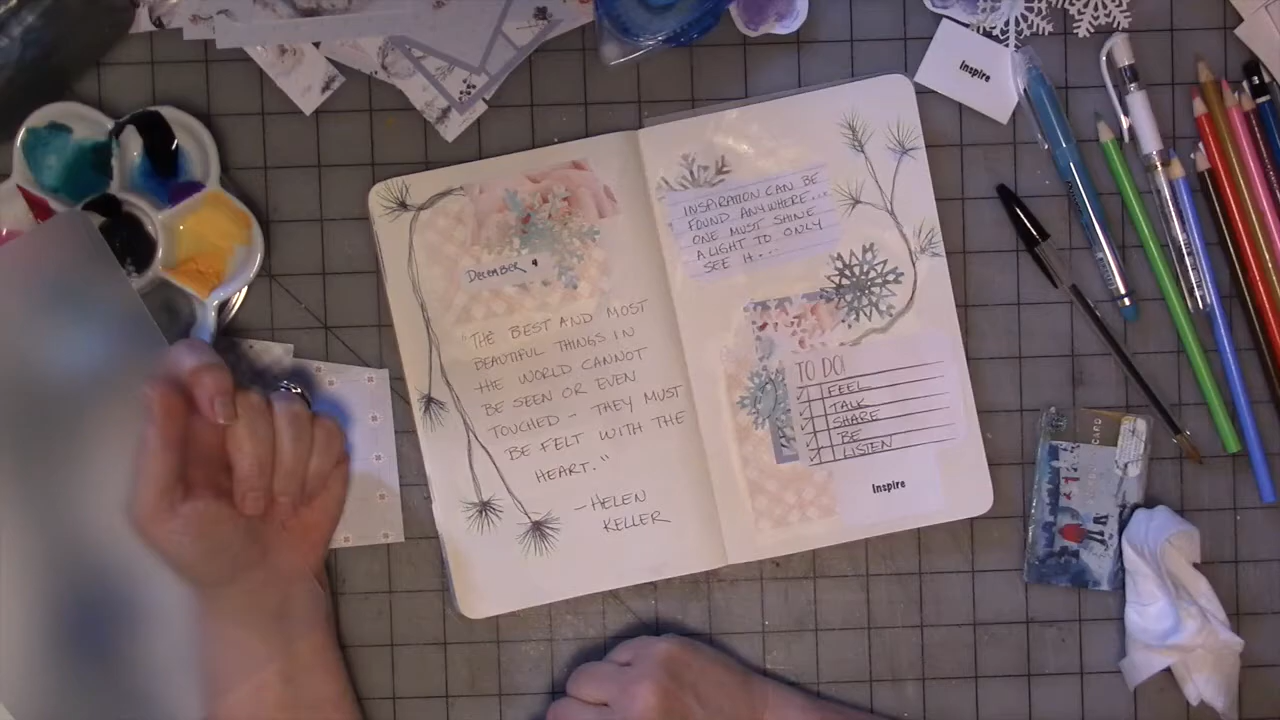 DECEMBER 4
"THE BEST AND MOST
BEAUTIFUL THINGS IN
THE WORLD CANNOT
BE SEEN OR EVEN
TOUCHED - THEY MUST
BE FELT WITH THE
HEART."
- HELEN
KELLER
INSPIRATION CAN BE
FOUND ANYWHERE...
ONE MUST SHINE
A LIGHT TO ONLY
SEE IT...
TO DO!
FEEL
TALK
SHARE
BE
LISTEN
Inspire
Inspire
CARD